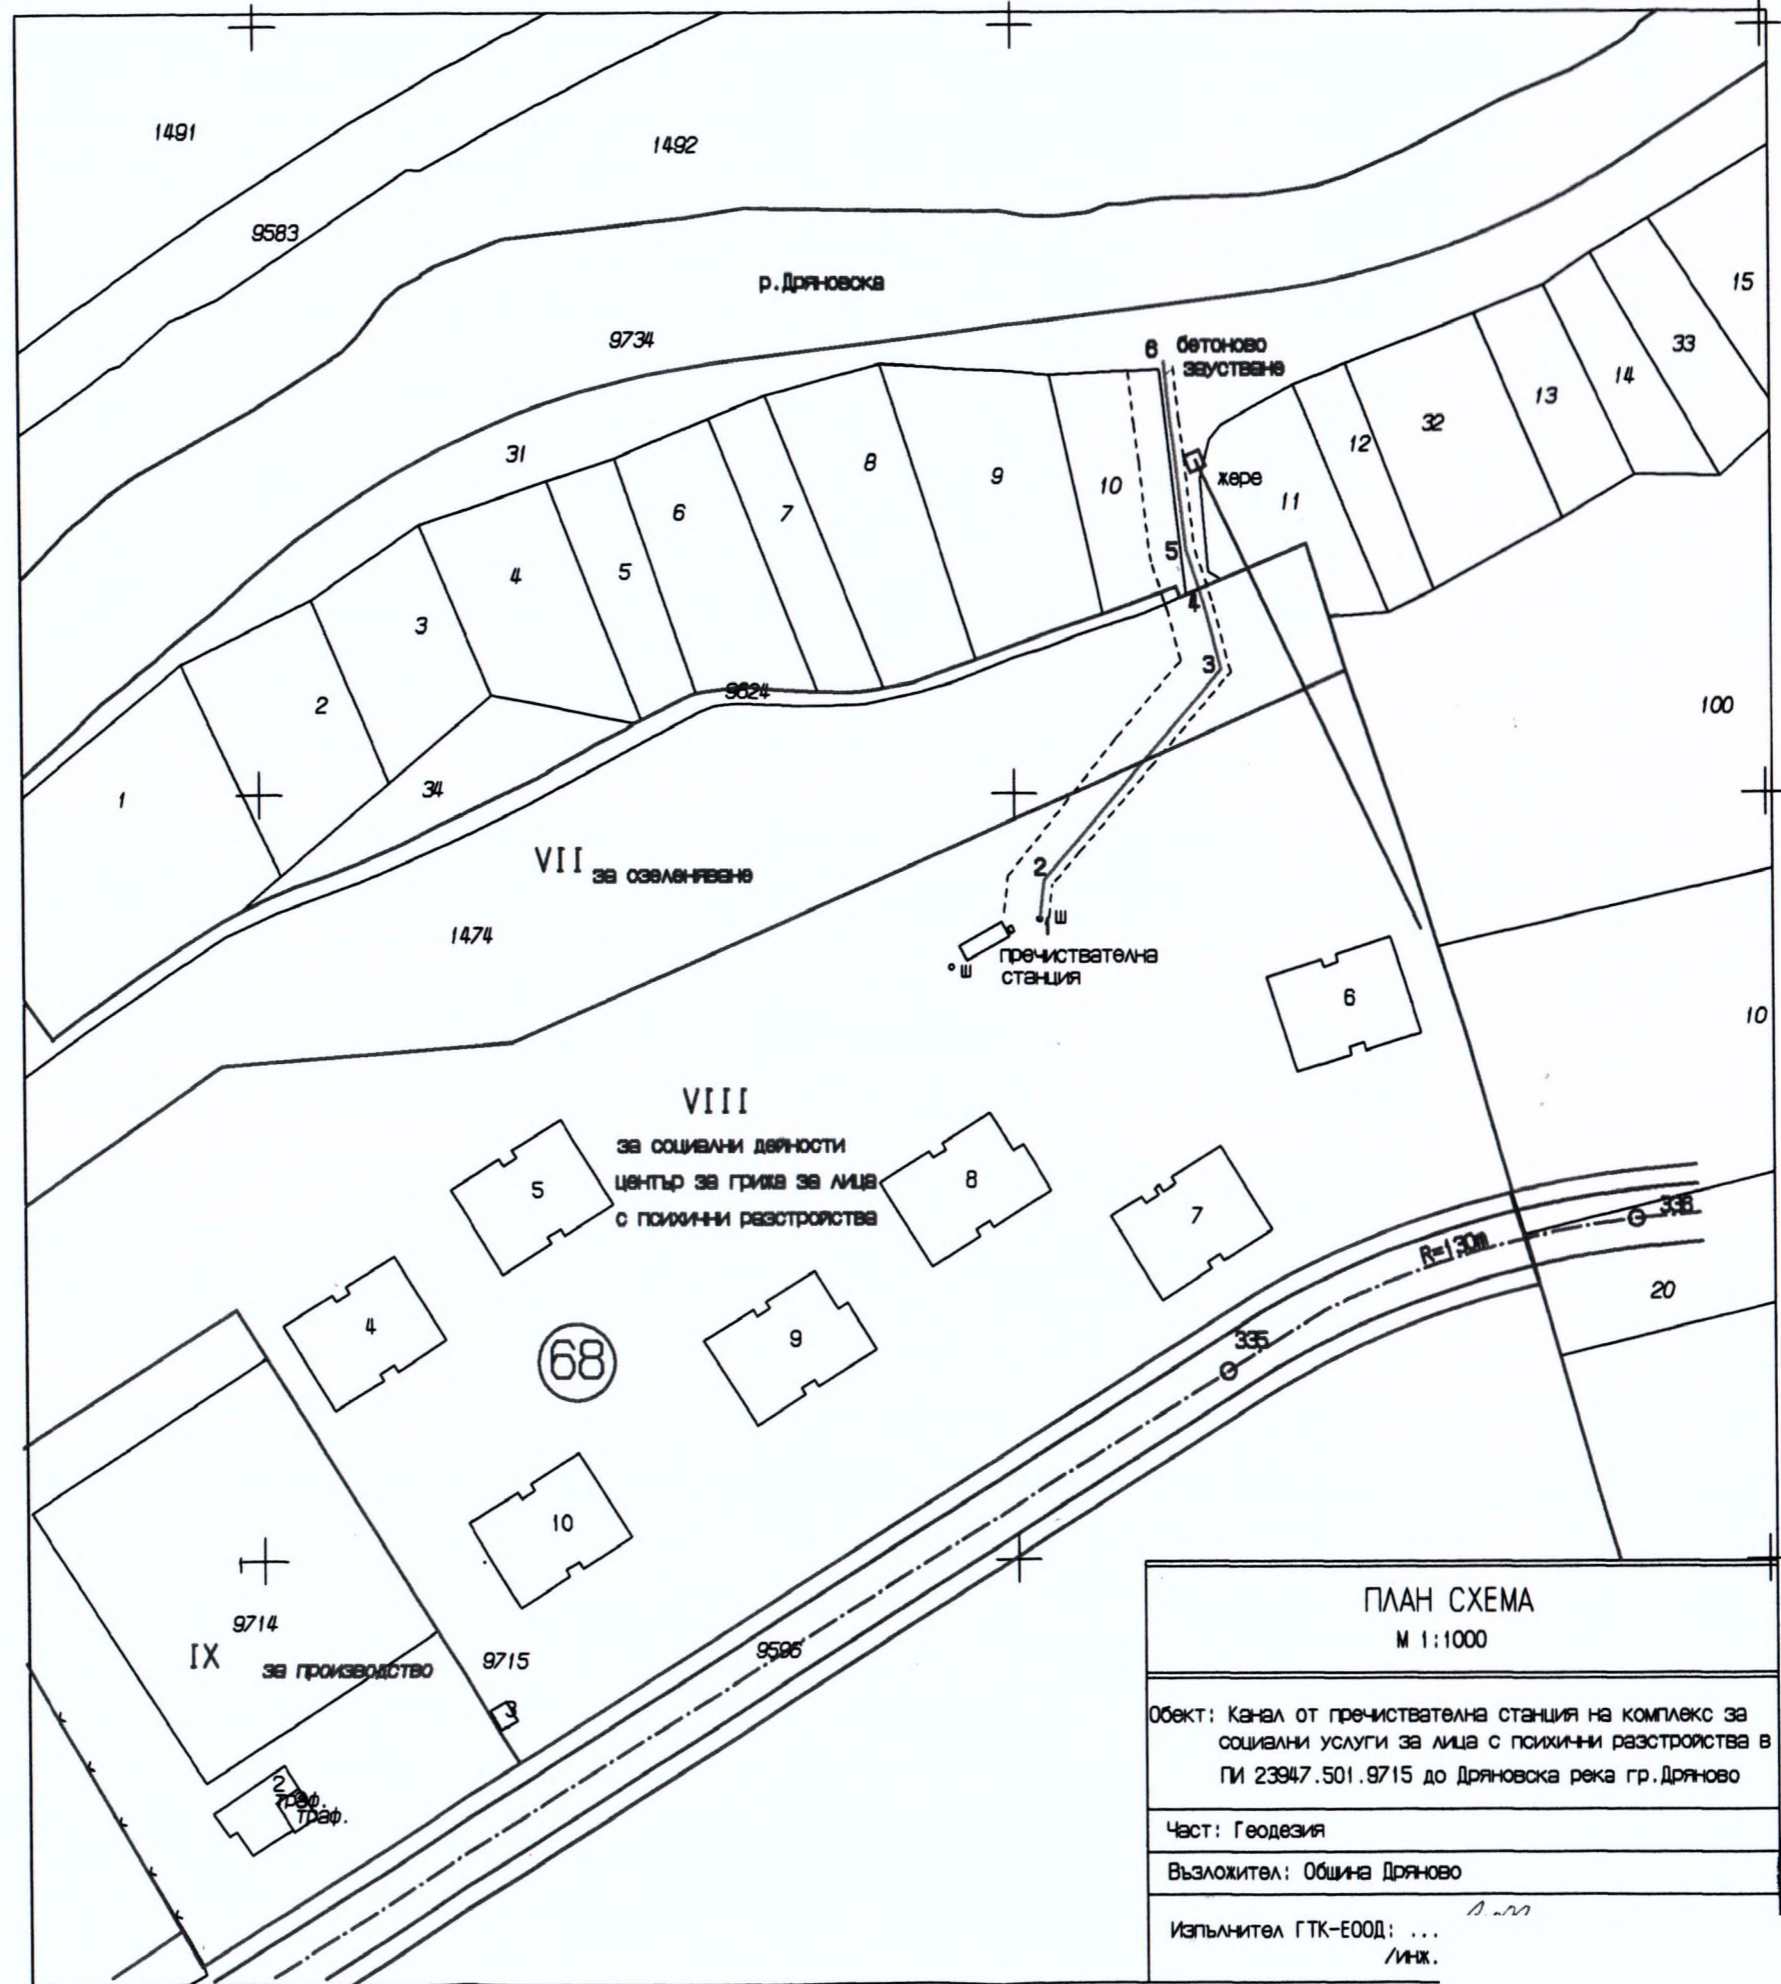 1491
1492
9583
р.Дряновска
9734
15
33
14
13
32
12
11
6 бетоново
заустване
жере
31
8
9
10
7
6
5
4
3
2
1
5
4
3
9624
34
100
VII за озеленяване
1474
2
1
ш
пречиствателна
станция
ш
6
10
VIII
за социални дейности
център за грижа за лица
с психични разстройства
5
8
7
R=130m
336
20
335
4
9
68
10
9714
IX за производство
9715
9596
3
2
траф.
траф.
ПЛАН СХЕМА
М 1:1000
Обект: Канал от пречиствателна станция на комплекс за
социални услуги за лица с психични разстройства в
ПИ 23947.501.9715 до Дряновска река гр.Дряново
Част: Геодезия
Възложител: Община Дряново
Изпълнител ГТК-ЕООД: ...
/инж.